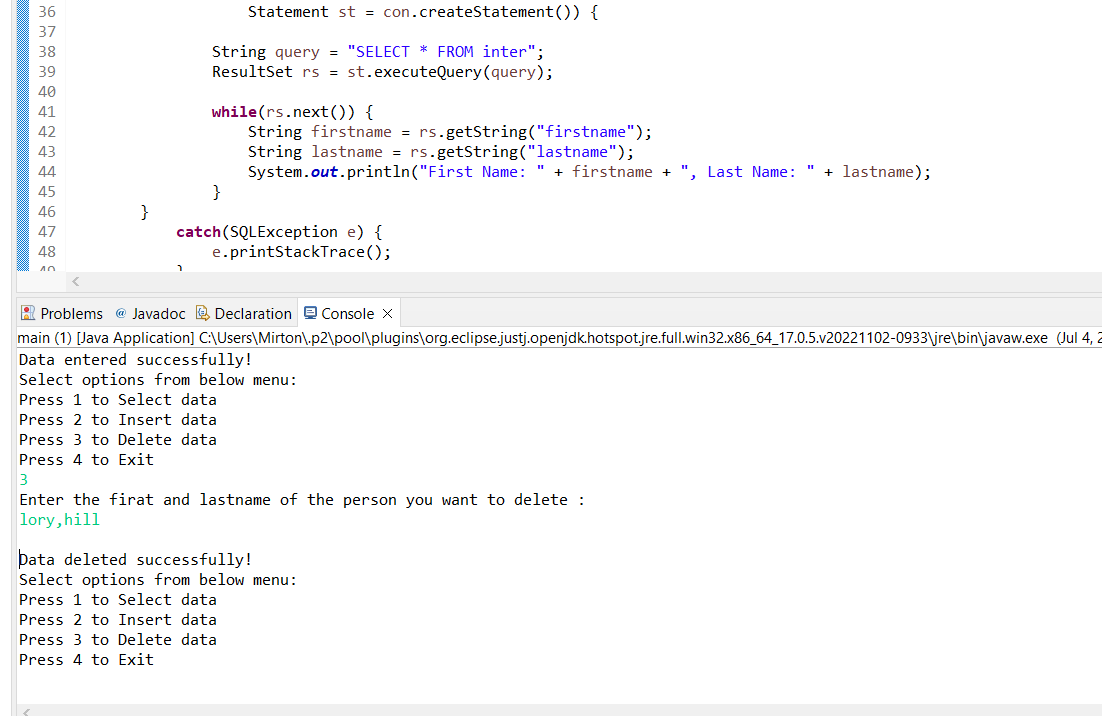 36 Statement st = con.createStatement()) {
37
38 String query = "SELECT * FROM inter";
39 ResultSet rs = st.executeQuery(query);
40
41 while(rs.next()) {
42 String firstname = rs.getString("firstname");
43 String lastname = rs.getString("lastname");
44 System.out.println("First Name: " + firstname + ", Last Name: " + lastname);
45 }
46 }
47 catch(SQLException e) {
48 e.printStackTrace();
Problems @ Javadoc Declaration Console
main (1) [Java Application] C:\Users\Mirton\.p2\pool\plugins\org.eclipse.justj.openjdk.hotspot.jre.full.win32.x86_64_17.0.5.v20221102-0933\jre\bin\javaw.exe (Jul 4, 2
Data entered successfully!
Select options from below menu:
Press 1 to Select data
Press 2 to Insert data
Press 3 to Delete data
Press 4 to Exit
3
Enter the firat and lastname of the person you want to delete :
lory,hill
Data deleted successfully!
Select options from below menu:
Press 1 to Select data
Press 2 to Insert data
Press 3 to Delete data
Press 4 to Exit